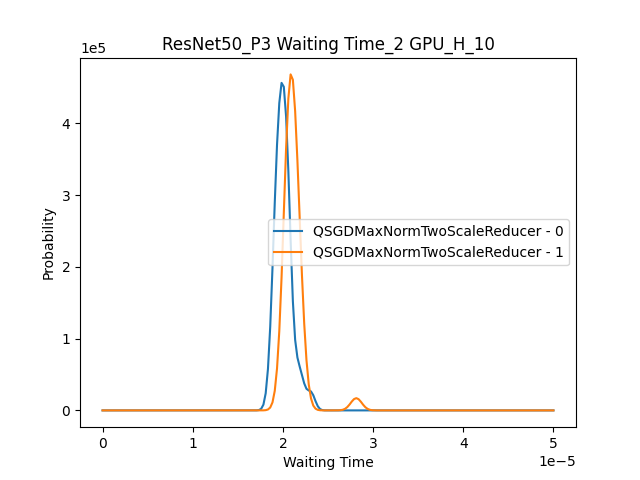 ResNet50_P3 Waiting Time_2 GPU_H_10
1e5
4
3
2
1
0
Probability
QSGDMaxNormTwoScaleReducer - 0
QSGDMaxNormTwoScaleReducer - 1
0 1 2 3 4 5
1e−5
Waiting Time